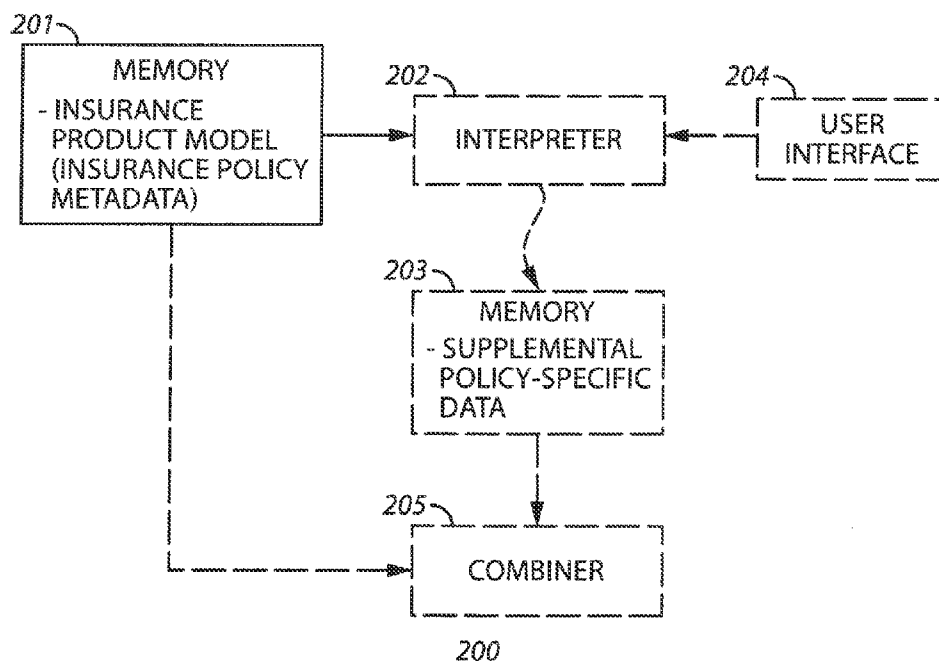 201
MEMORY
- INSURANCE
PRODUCT MODEL
(INSURANCE POLICY
METADATA)
202
INTERPRETER
204
USER
INTERFACE
203
MEMORY
- SUPPLEMENTAL
POLICY-SPECIFIC
DATA
205
COMBINER
200